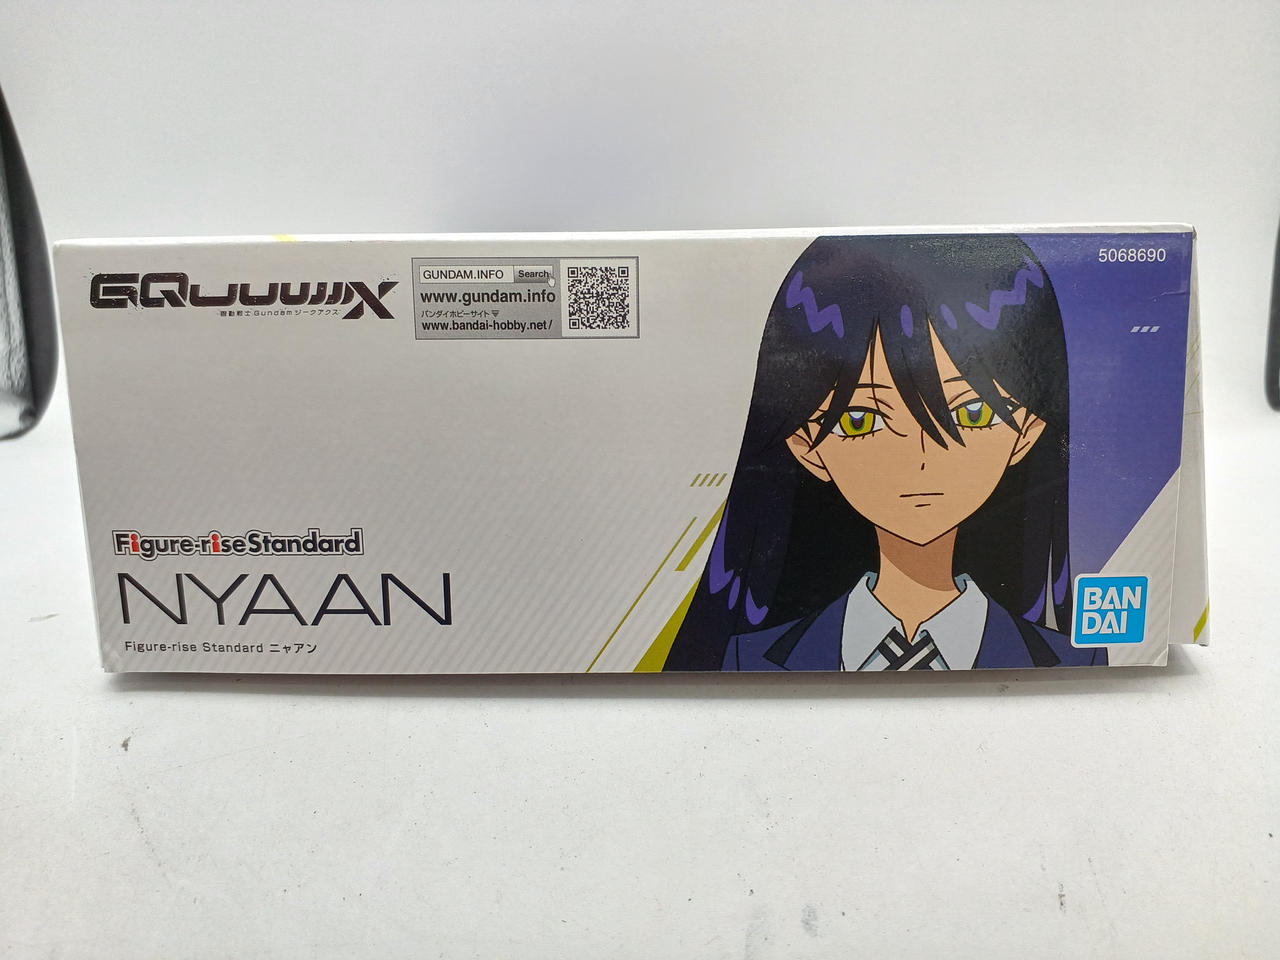 GQuuuuuuX
機動戦士Gundam ジークアクス
GUNDAM.INFO Search
www.gundam.info
バンダイホビーサイト▽
www.bandai-hobby.net/
5068690
Figure-riseStandard
NYAAN
Figure-rise Standard ニャアン
BAN
DAI